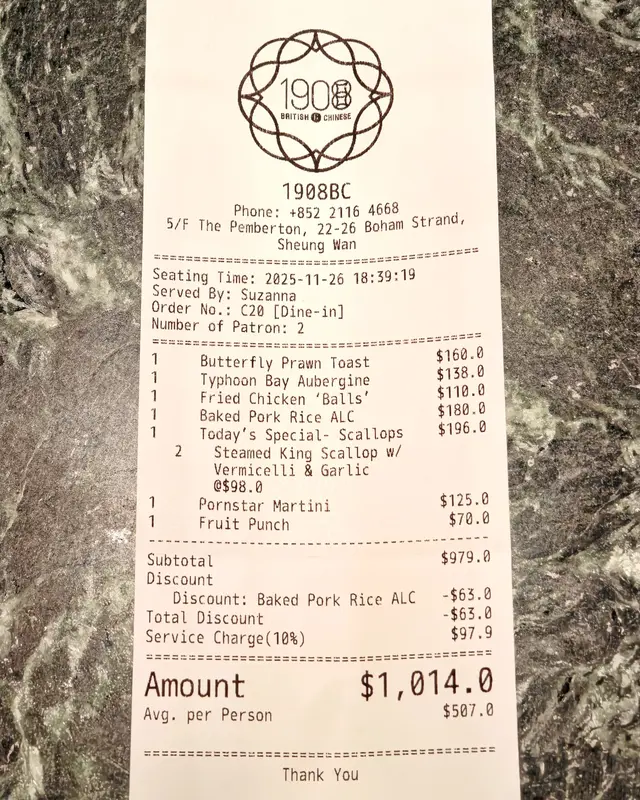 1908
BRITISH & CHINESE
1908BC
Phone: +852 2116 4668
5/F The Pemberton, 22-26 Boham Strand,
Sheung Wan
Seating Time: 2025-11-26 18:39:19
Served By: Suzanna
Order No.: C20 [Dine-in]
Number of Patron: 2
1 Butterfly Prawn Toast $160.0
1 Typhoon Bay Aubergine $138.0
1 Fried Chicken ‘Balls’ $110.0
1 Baked Pork Rice ALC $180.0
1 Today’s Special- Scallops $196.0
2 Steamed King Scallop w/
Vermicelli & Garlic
@$98.0
1 Pornstar Martini $125.0
1 Fruit Punch $70.0
Subtotal $979.0
Discount
Discount: Baked Pork Rice ALC -$63.0
Total Discount -$63.0
Service Charge(10%) $97.9
Amount $1,014.0
Avg. per Person $507.0
Thank You